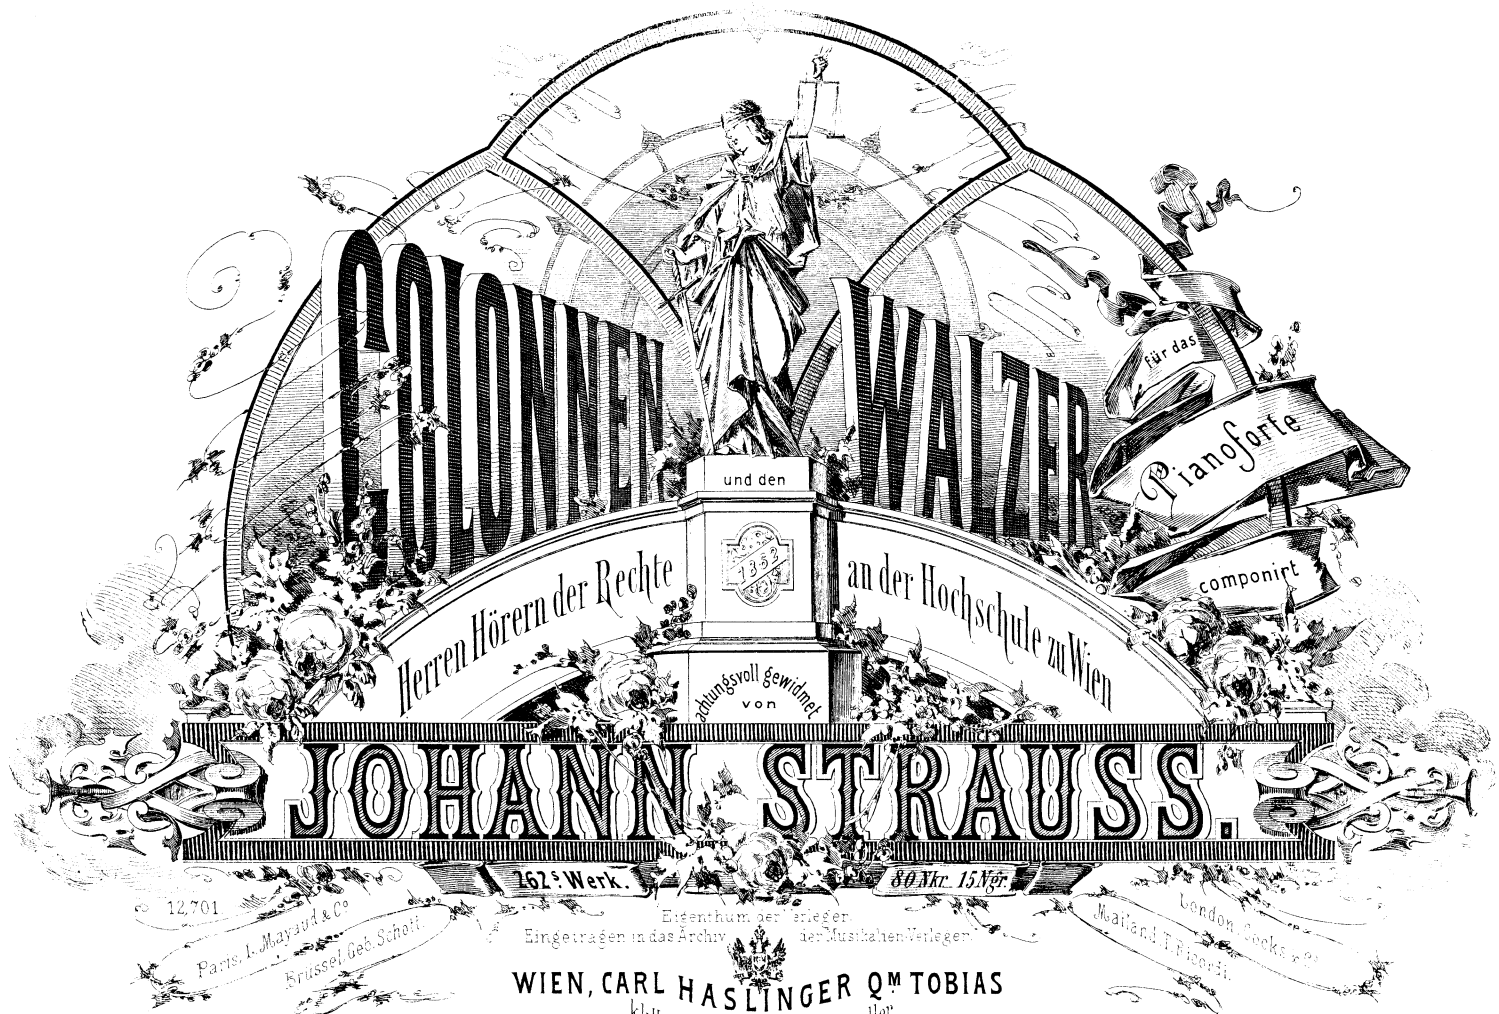 COLONNEN WALZER
für das
Pianoforte
componirt
und den
1862
Herren Hörern der Rechte
an der Hochschule zu Wien
achtungsvoll gewidmet
von
JOHANN STRAUSS.
262s Werk.
80 Nkr. 15 Ngr.
12,701
Paris, I. Mayaud & Co
Brüssel, Geb. Schott.
Eigenthum der Verleger.
Eingetragen in das Archiv der Musikalien-Verleger.
Mailand, T. Ricordi.
London, Cocks & Co
WIEN, CARL HASLINGER QM TOBIAS